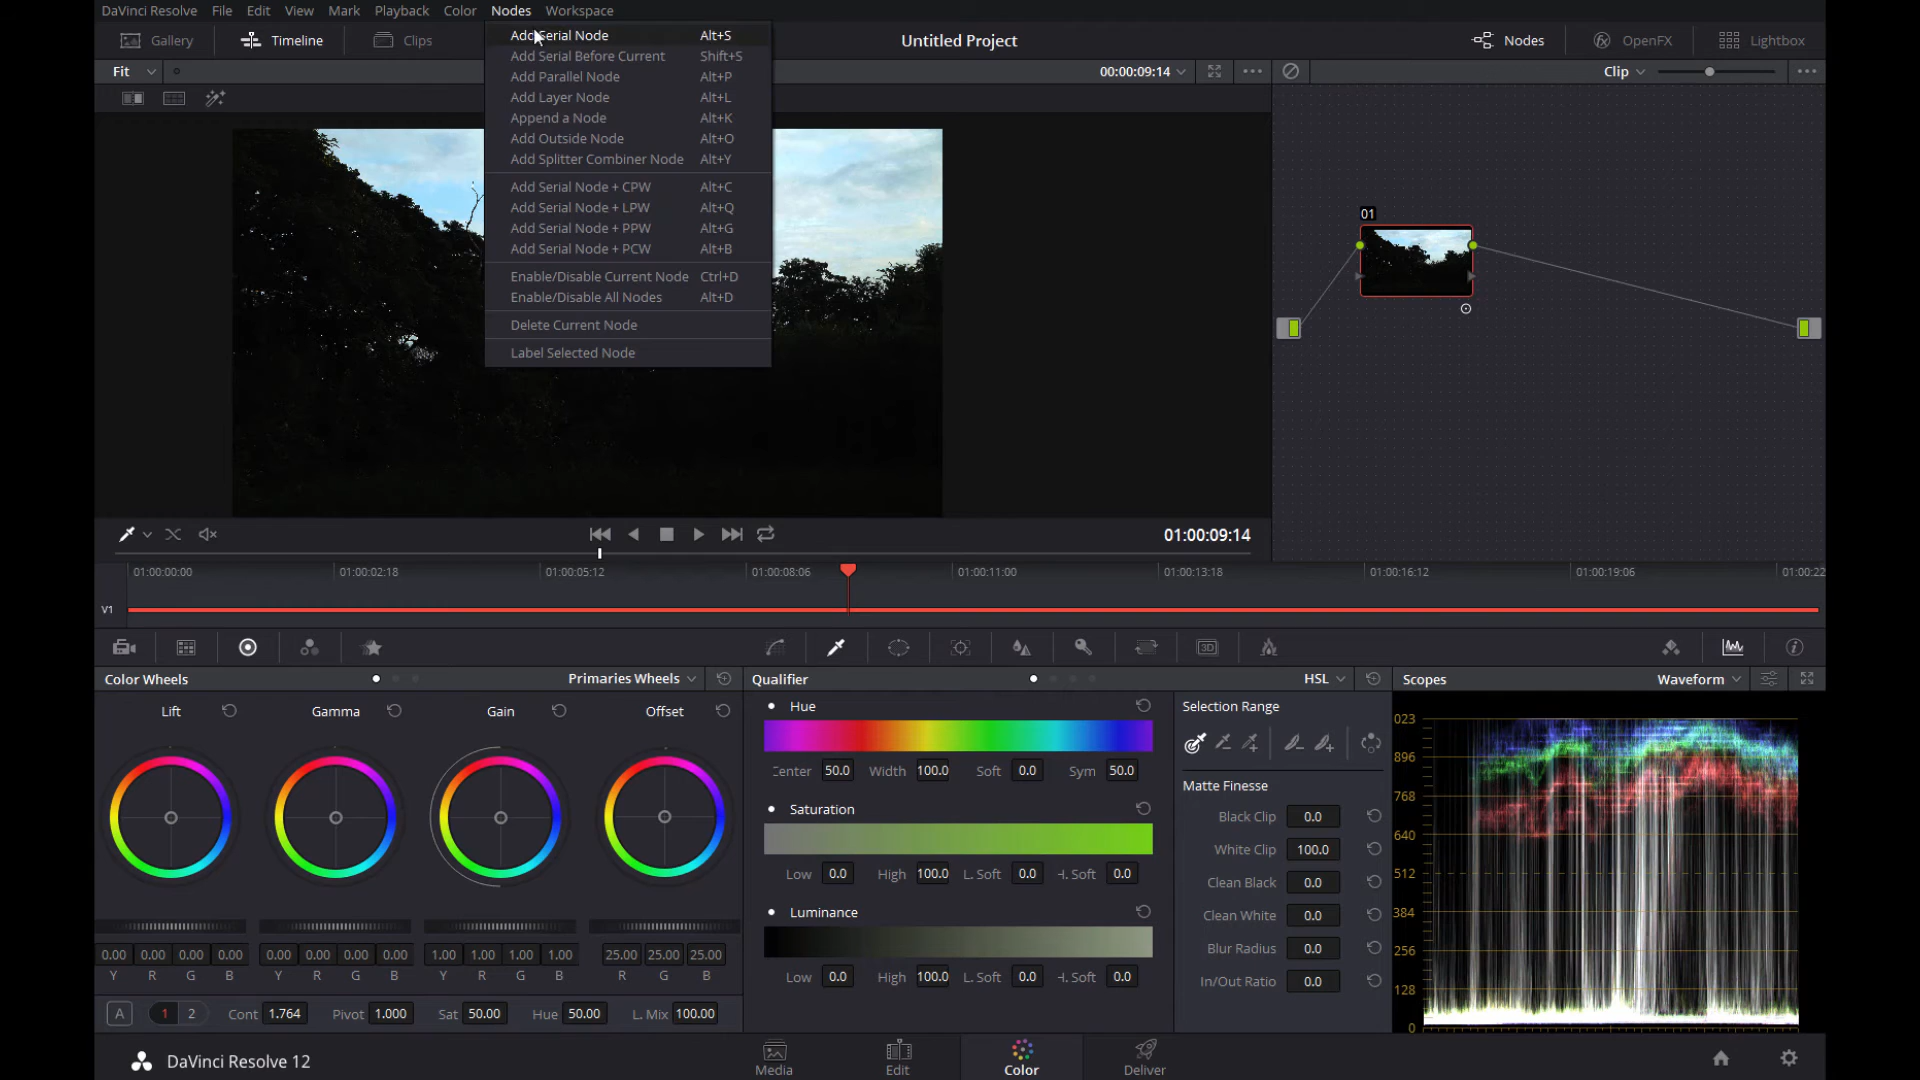 DaVinci Resolve File Edit View Mark Playback Color Nodes Workspace
Gallery Timeline Clips Untitled Project Nodes OpenFX Lightbox
Fit 00:00:09:14 Clip
Add Serial Node Alt+S
Add Serial Before Current Shift+S
Add Parallel Node Alt+P
Add Layer Node Alt+L
Append a Node Alt+K
Add Outside Node Alt+O
Add Splitter Combiner Node Alt+Y
Add Serial Node + CPW Alt+C
Add Serial Node + LPW Alt+Q
Add Serial Node + PPW Alt+G
Add Serial Node + PCW Alt+B
Enable/Disable Current Node Ctrl+D
Enable/Disable All Nodes Alt+D
Delete Current Node
Label Selected Node
01
01:00:09:14
01:00:00:00 01:00:02:18 01:00:05:12 01:00:08:06 01:00:11:00 01:00:13:18 01:00:16:12 01:00:19:06 01:00:22
V1
3D
Color Wheels Primaries Wheels
Lift Gamma Gain Offset
0.00 0.00 0.00 0.00 0.00 0.00 0.00 0.00 1.00 1.00 1.00 1.00 25.00 25.00 25.00
Y R G B Y R G B Y R G B R G B
A 1 2 Cont 1.764 Pivot 1.000 Sat 50.00 Hue 50.00 L. Mix 100.00
Qualifier HSL
Hue
Center 50.0 Width 100.0 Soft 0.0 Sym 50.0
Saturation
Low 0.0 High 100.0 L. Soft 0.0 H. Soft 0.0
Luminance
Low 0.0 High 100.0 L. Soft 0.0 H. Soft 0.0
Selection Range
Matte Finesse
Black Clip 0.0
White Clip 100.0
Clean Black 0.0
Clean White 0.0
Blur Radius 0.0
In/Out Ratio 0.0
Scopes Waveform
023
896
768
640
512
384
256
128
0
DaVinci Resolve 12 Media Edit Color Deliver